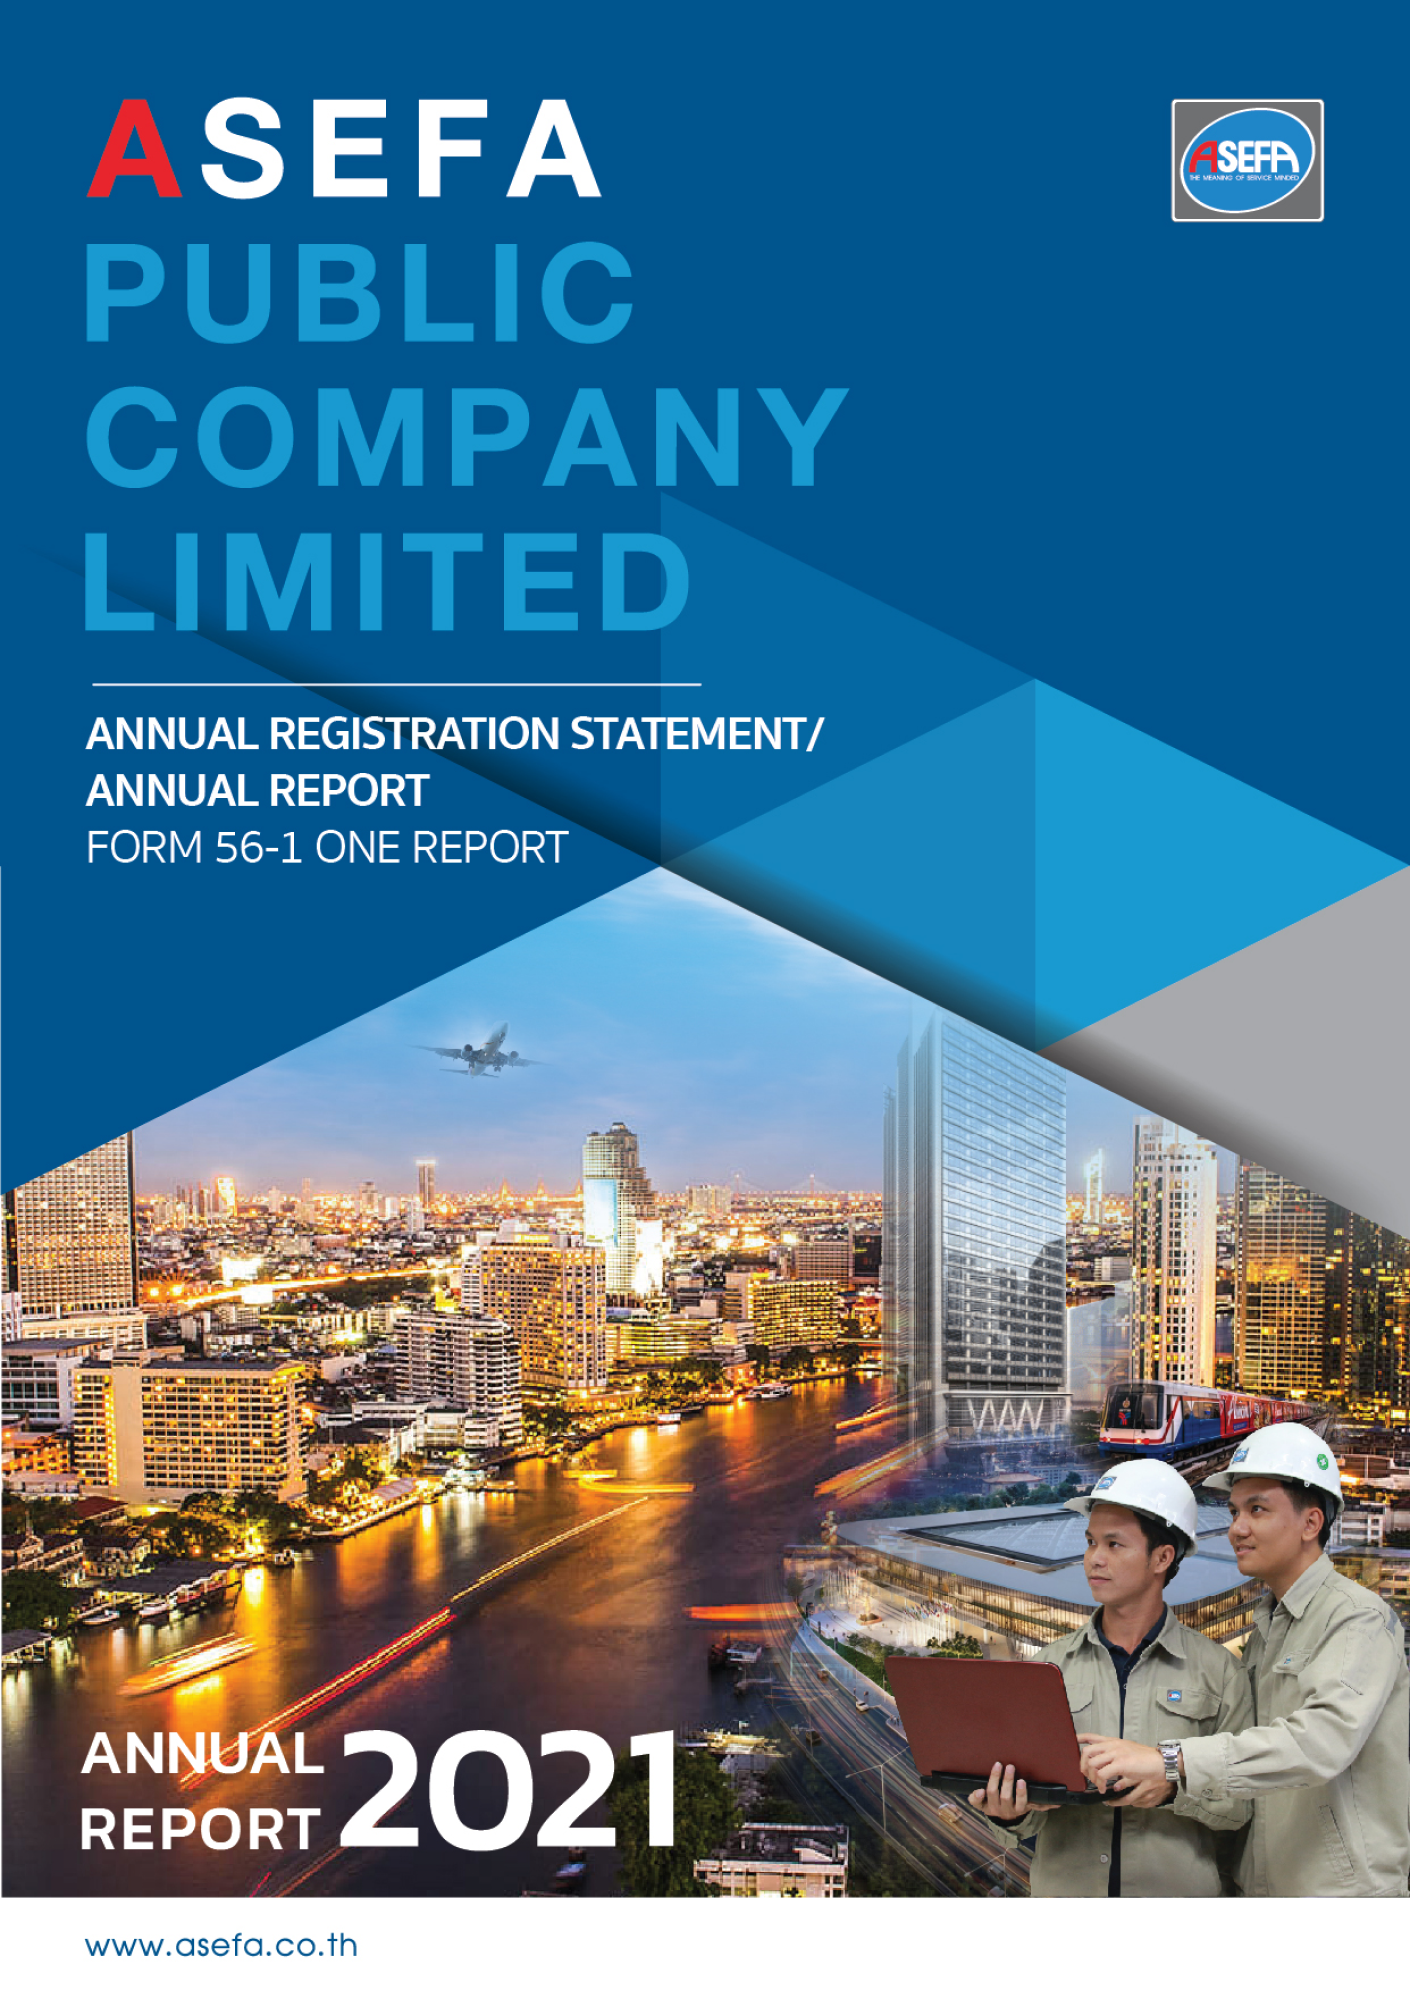 ASEFA
ASEFA
THE MEANING OF SERVICE MINDED
PUBLIC
COMPANY
LIMITED
ANNUAL REGISTRATION STATEMENT/
ANNUAL REPORT
FORM 56-1 ONE REPORT
ANNUAL
REPORT
2021
www.asefa.co.th